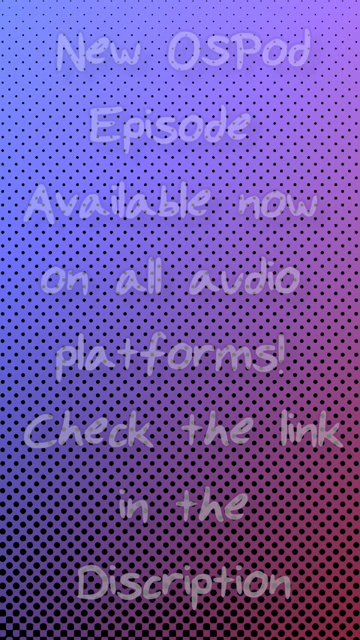 New OSPod
Episode
Available now
on all audio
platforms!
Check the link
in the
Discription